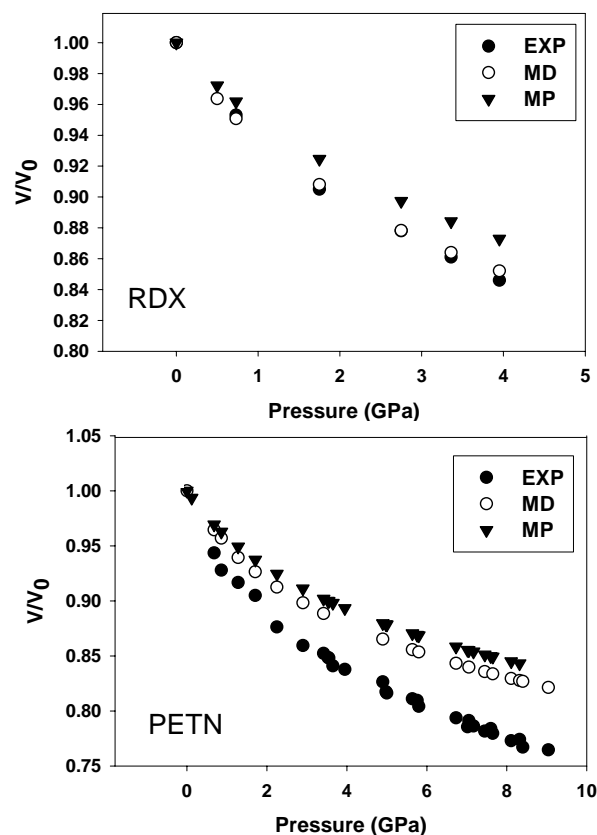 1.00
0.98
0.96
0.94
0.92
0.90
0.88
0.86
0.84
0.82
0.80
V/V0
EXP
MD
MP
RDX
0 1 2 3 4 5
Pressure (GPa)
1.05
1.00
0.95
0.90
0.85
0.80
0.75
V/V0
EXP
MD
MP
PETN
0 2 4 6 8 10
Pressure (GPa)